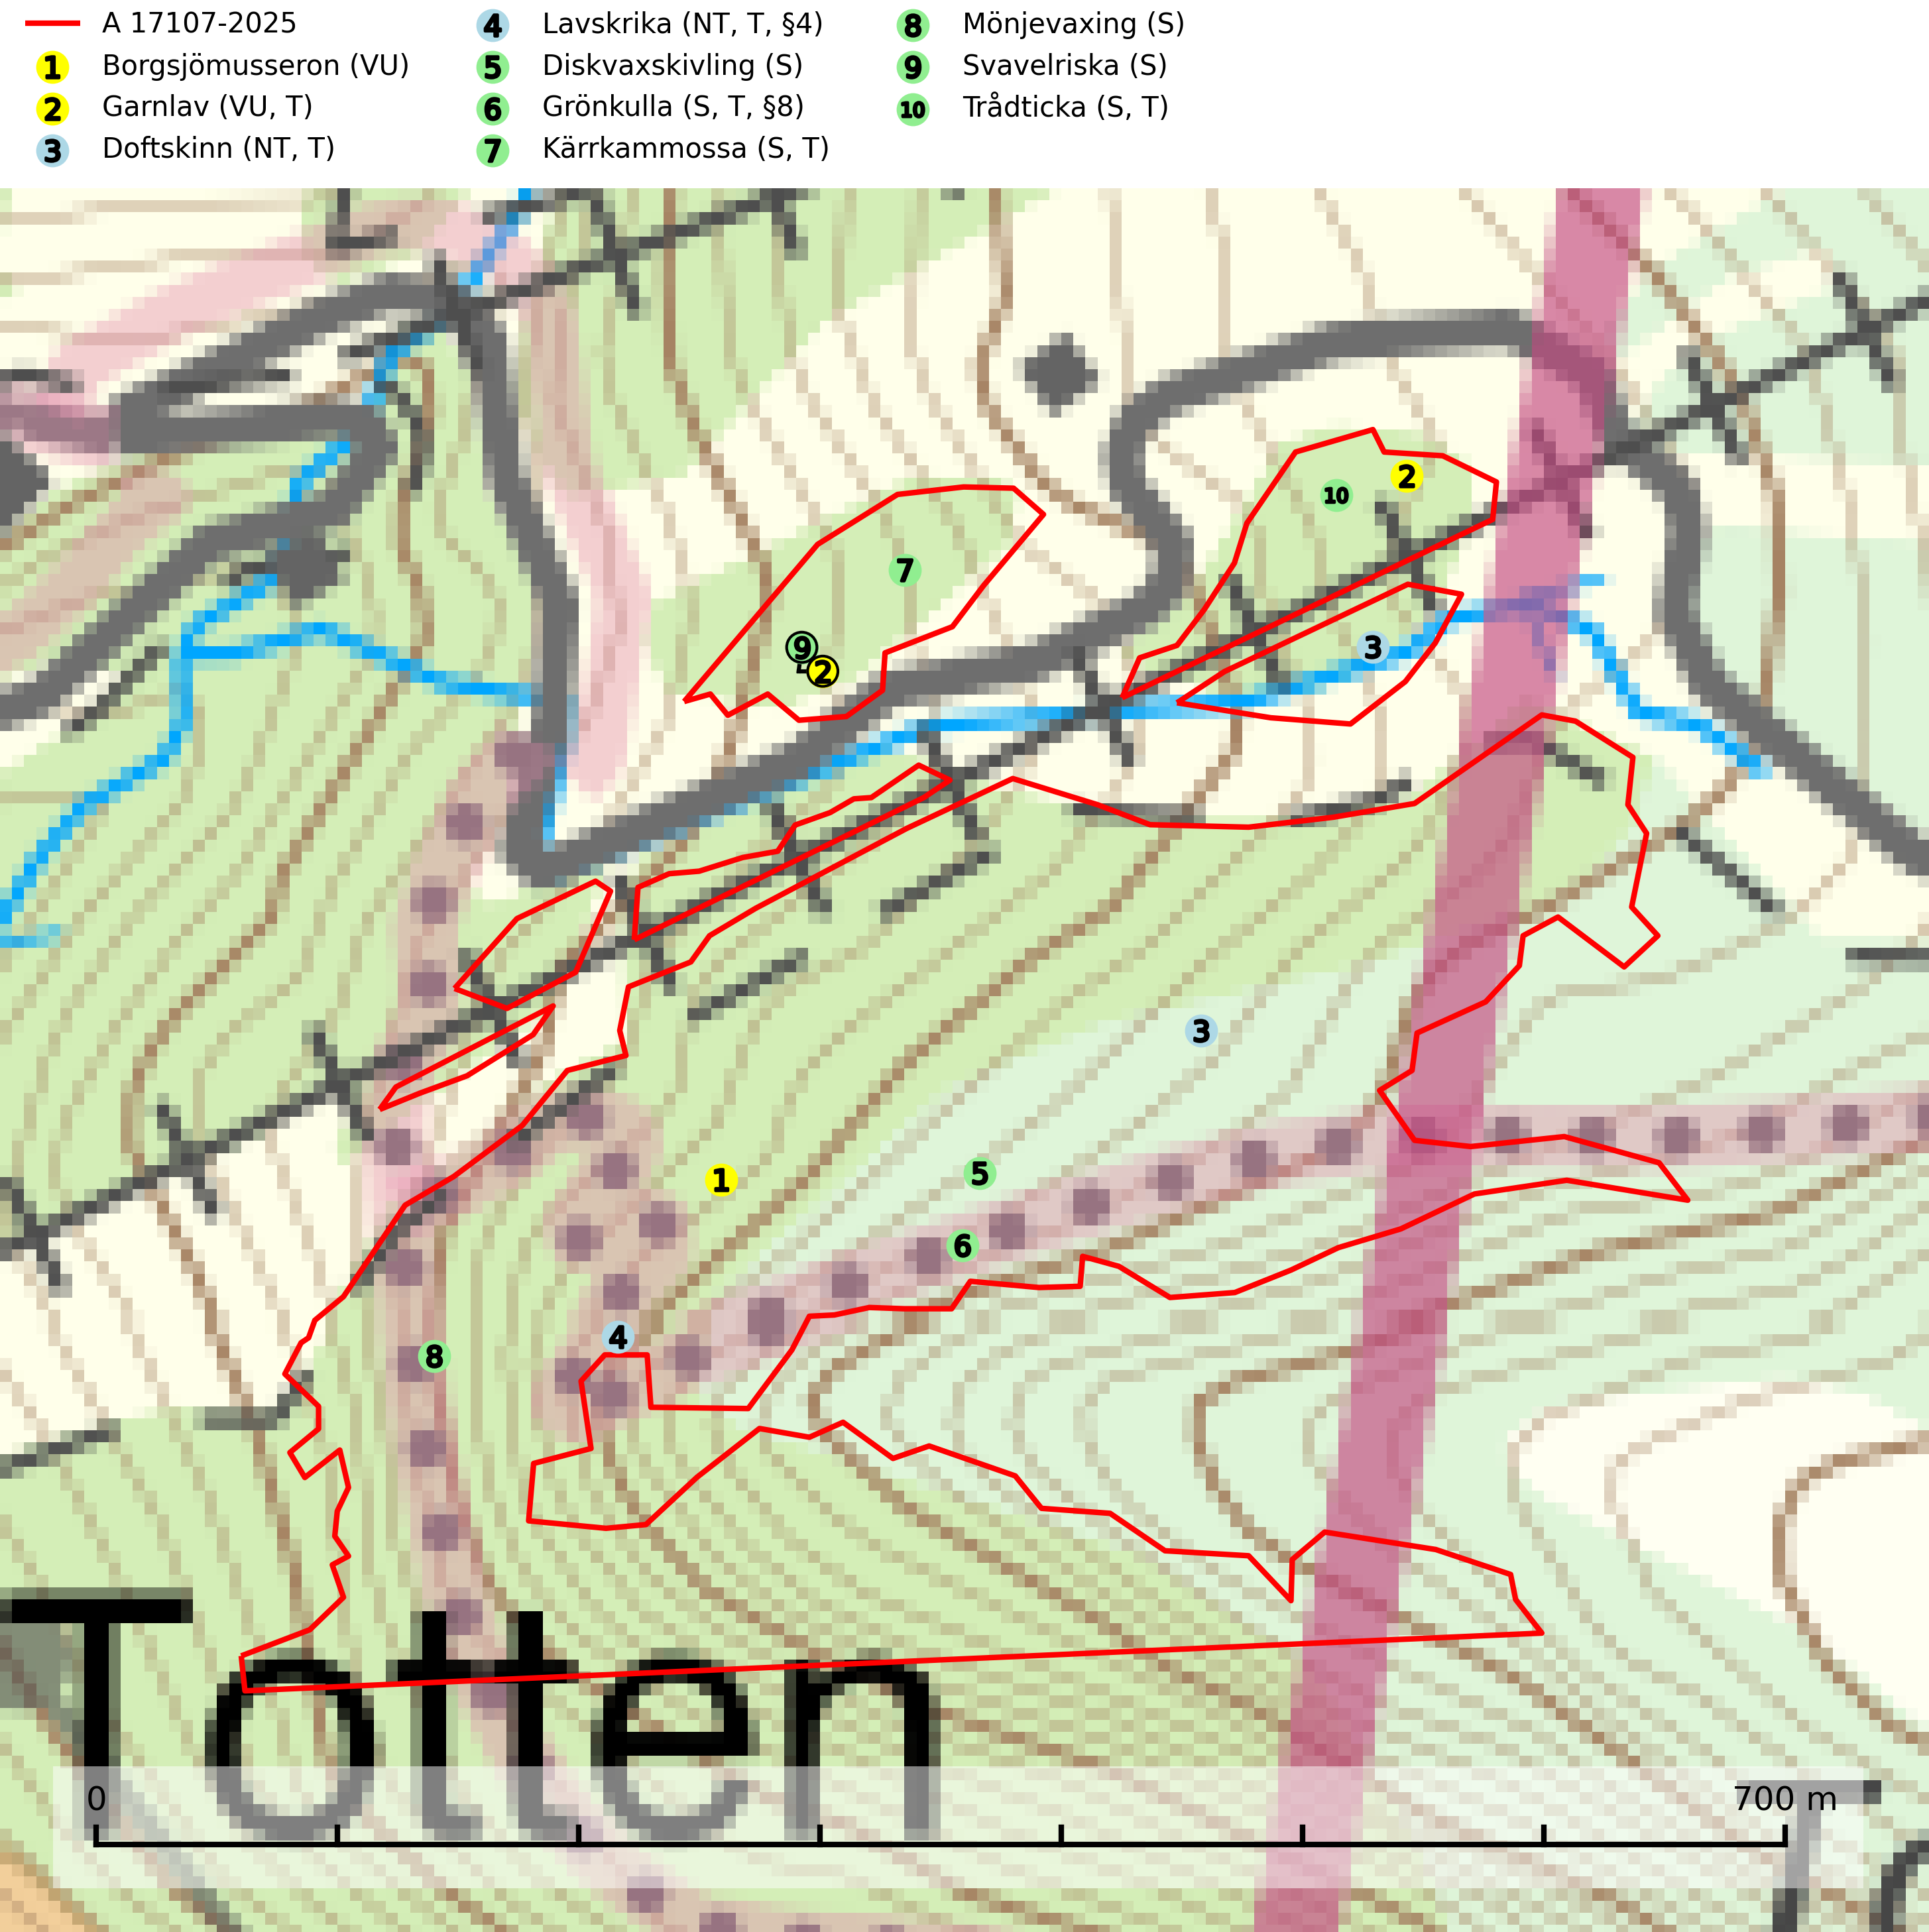 A 17107-2025
1 Borgsjömusseron (VU)
2 Garnlav (VU, T)
3 Doftskinn (NT, T)
4 Lavskrika (NT, T, §4)
5 Diskvaxskivling (S)
6 Grönkulla (S, T, §8)
7 Kärrkammossa (S, T)
8 Mönjevaxing (S)
9 Svavelriska (S)
10 Trådticka (S, T)
2
10
7
9
2
3
3
1
5
6
4
8
Totten
0 700 m